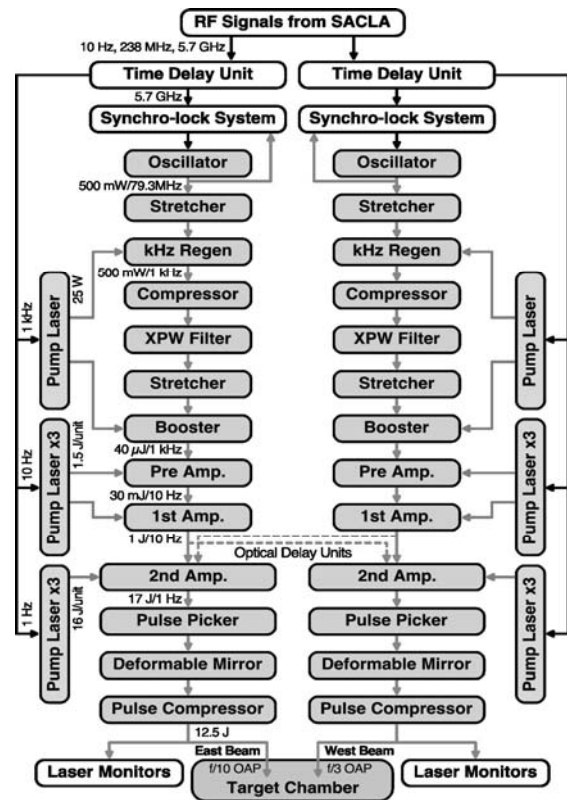 RF Signals from SACLA
10 Hz, 238 MHz, 5.7 GHz
Time Delay Unit
Time Delay Unit
5.7 GHz
Synchro-lock System
Synchro-lock System
Oscillator
Oscillator
500 mW/79.3MHz
Stretcher
Stretcher
kHz Regen
kHz Regen
500 mW/1 kHz
25 W
1 kHz
Pump Laser
Compressor
Compressor
Pump Laser
XPW Filter
XPW Filter
Stretcher
Stretcher
Booster
Booster
40 μJ/1 kHz
1.5 J/unit
10 Hz
Pump Laser x3
Pre Amp.
Pre Amp.
Pump Laser x3
30 mJ/10 Hz
1st Amp.
1st Amp.
1 J/10 Hz
Optical Delay Units
2nd Amp.
2nd Amp.
17 J/1 Hz
16 J/unit
1 Hz
Pump Laser x3
Pulse Picker
Pulse Picker
Pump Laser x3
Deformable Mirror
Deformable Mirror
Pulse Compressor
Pulse Compressor
12.5 J
East Beam
West Beam
Laser Monitors
f/10 OAP
f/3 OAP
Laser Monitors
Target Chamber